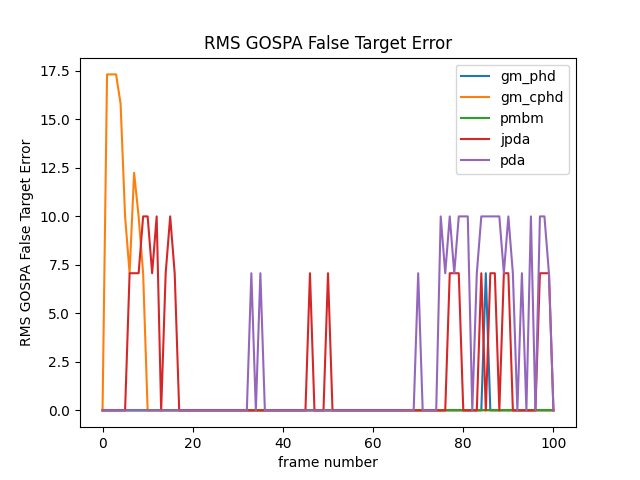 RMS GOSPA False Target Error
17.5
15.0
12.5
10.0
7.5
5.0
2.5
0.0
RMS GOSPA False Target Error
gm_phd
gm_cphd
pmbm
jpda
pda
0 20 40 60 80 100
frame number